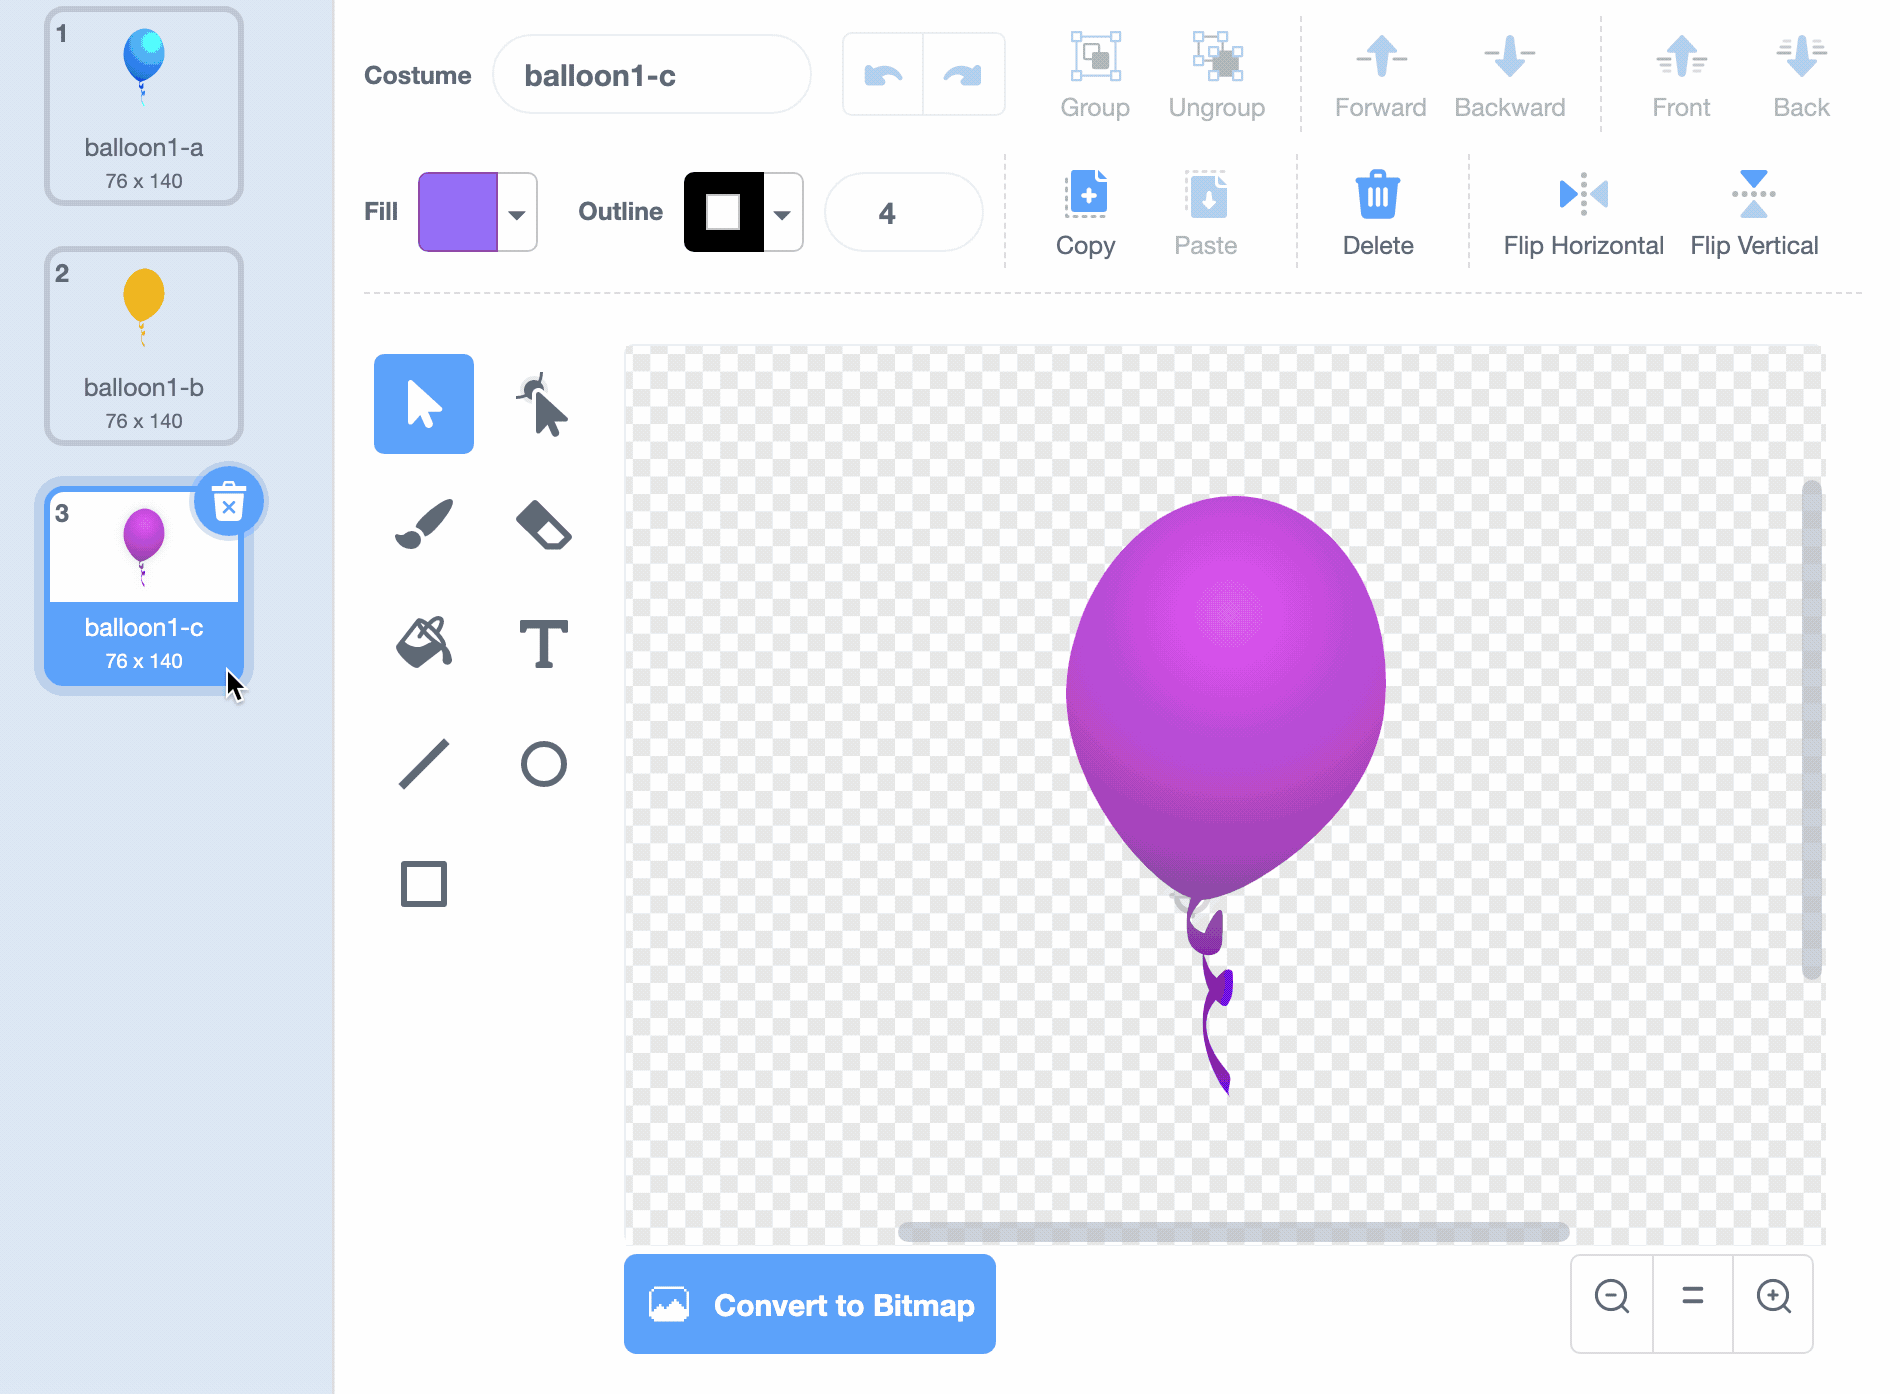 1
balloon1-a
76 x 140
2
balloon1-b
76 x 140
3
balloon1-c
76 x 140
Costume balloon1-c
Group Ungroup Forward Backward Front Back
Fill Outline 4
Copy Paste Delete Flip Horizontal Flip Vertical
T
Convert to Bitmap
=